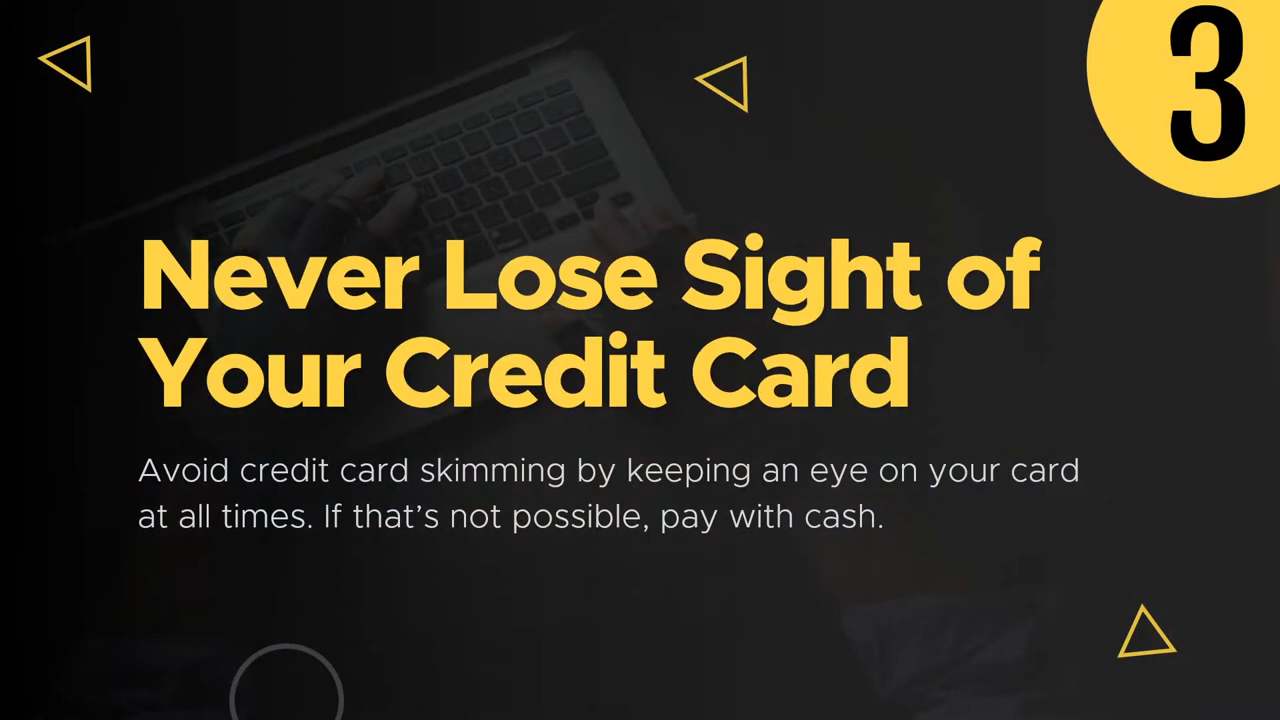 3
Never Lose Sight of
Your Credit Card
Avoid credit card skimming by keeping an eye on your card
at all times. If that’s not possible, pay with cash.